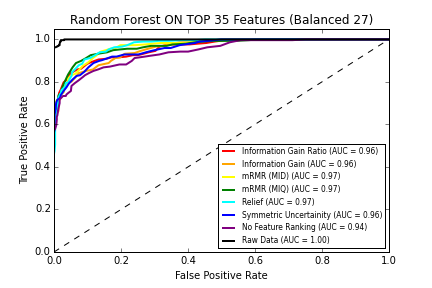 Random Forest ON TOP 35 Features (Balanced 27)
1.0
0.8
0.6
0.4
0.2
0.0
True Positive Rate
Information Gain Ratio (AUC = 0.96)
Information Gain (AUC = 0.96)
mRMR (MID) (AUC = 0.97)
mRMR (MIQ) (AUC = 0.97)
Relief (AUC = 0.97)
Symmetric Uncertainity (AUC = 0.96)
No Feature Ranking (AUC = 0.94)
Raw Data (AUC = 1.00)
0.0 0.2 0.4 0.6 0.8 1.0
False Positive Rate